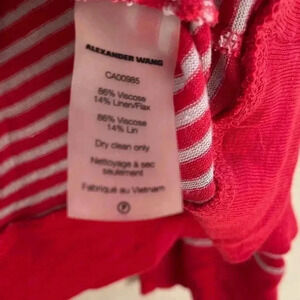 ALEXANDER WANG
CA00985
86% Viscose
14% Linen/Flax
86% Viscose
14% Lin
Dry clean only
Nettoyage à sec
seulement
Fabriqué au Vietnam